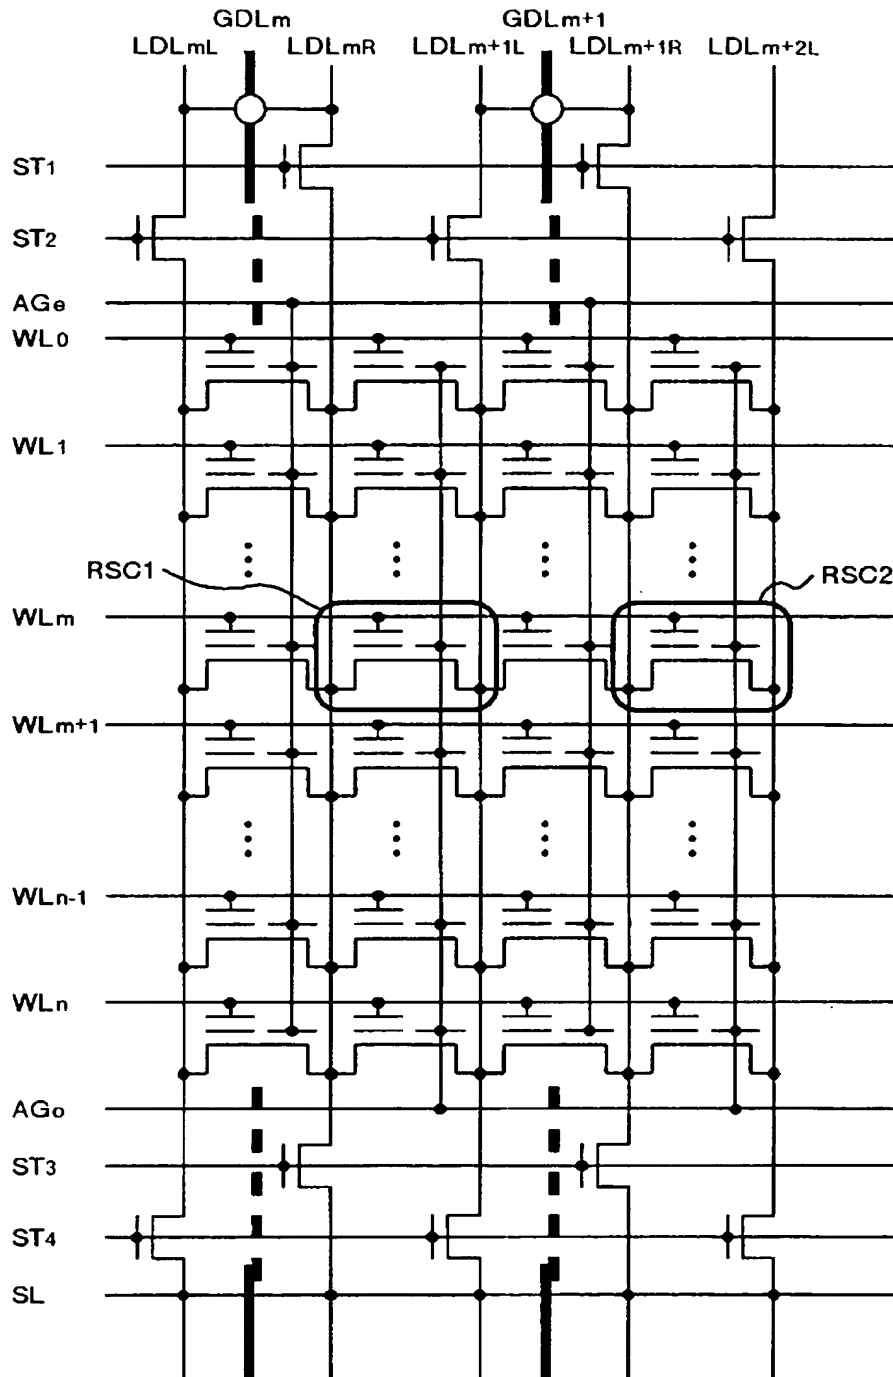 GDLm GDLm+1
LDLmL LDLmR LDLm+1L LDLm+1R LDLm+2L
ST1
ST2
AGe
WL0
WL1
RSC1 RSC2
WLm
WLm+1
WLn-1
WLn
AGo
ST3
ST4
SL